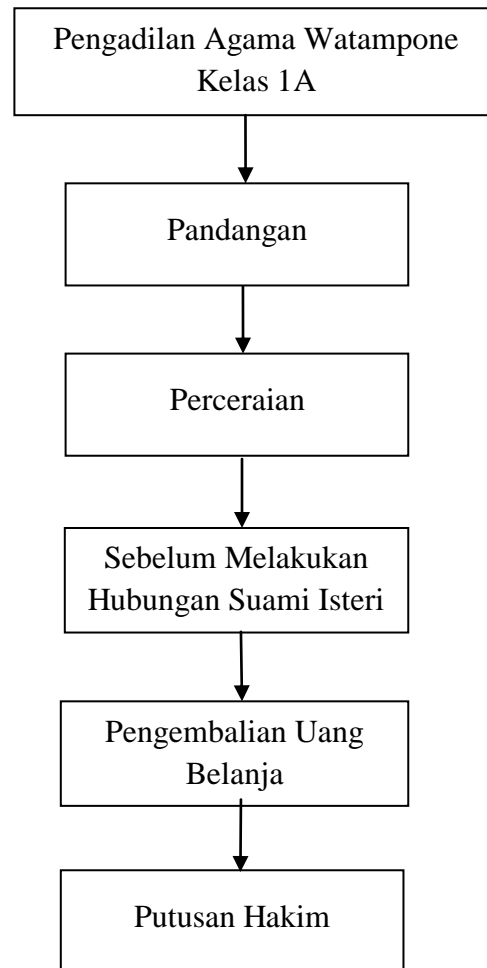 Pengadilan Agama Watampone
Kelas 1A
Pandangan
Perceraian
Sebelum Melakukan
Hubungan Suami Isteri
Pengembalian Uang
Belanja
Putusan Hakim